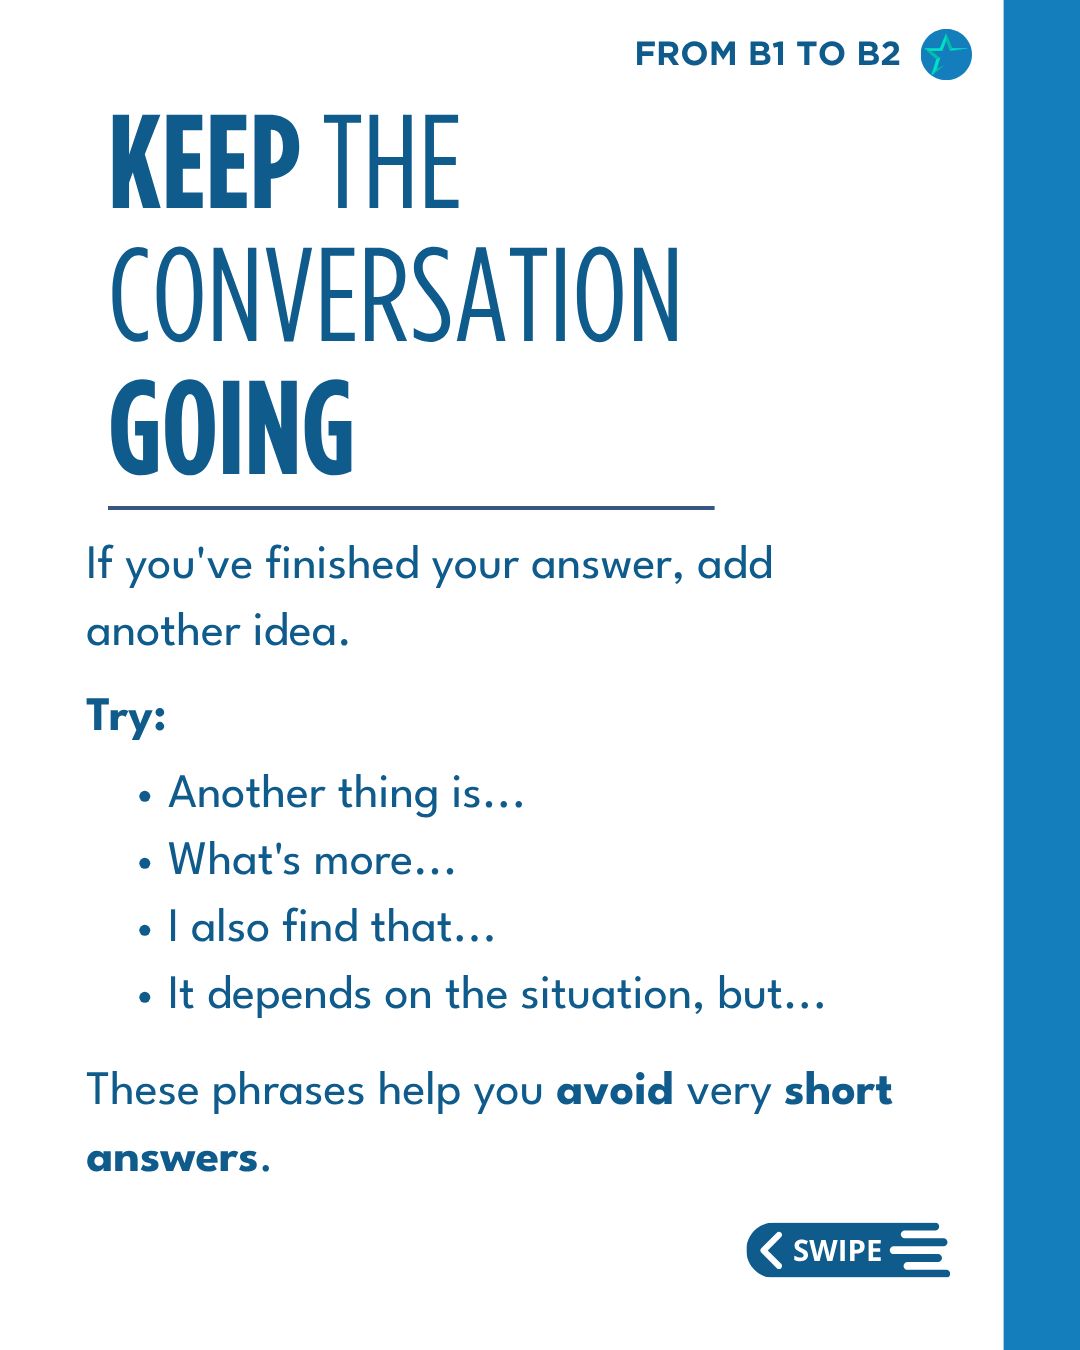 FROM B1 TO B2
KEEP THE
CONVERSATION
GOING
If you've finished your answer, add
another idea.
Try:
• Another thing is...
• What's more...
• I also find that...
• It depends on the situation, but...
These phrases help you avoid very short
answers.
SWIPE